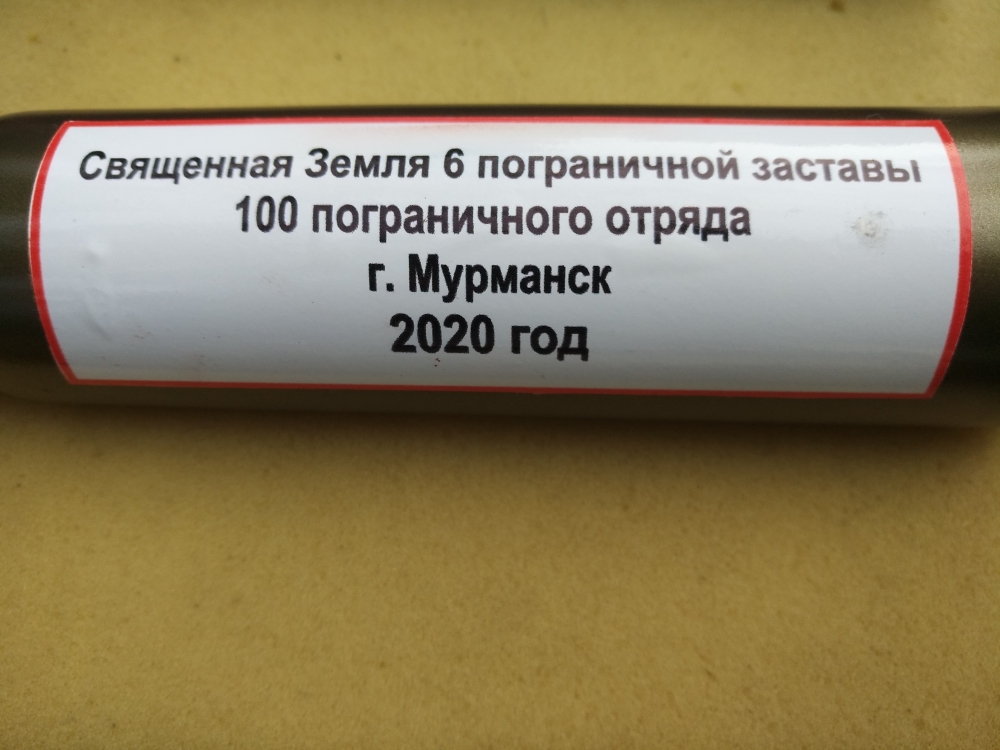 Священная Земля 6 пограничной заставы
100 пограничного отряда
г. Мурманск
2020 год